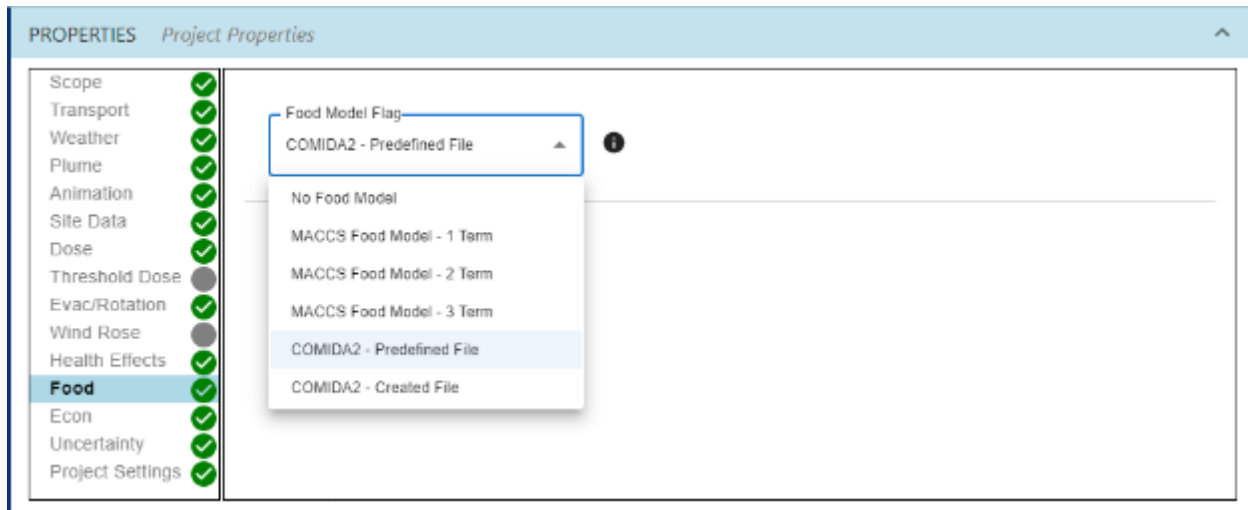 PROPERTIES Project Properties
Scope
Transport
Weather
Plume
Animation
Site Data
Dose
Threshold Dose
Evac/Rotation
Wind Rose
Health Effects
Food
Econ
Uncertainty
Project Settings
Food Model Flag
COMIDA2 - Predefined File
No Food Model
MACCS Food Model - 1 Term
MACCS Food Model - 2 Term
MACCS Food Model - 3 Term
COMIDA2 - Predefined File
COMIDA2 - Created File